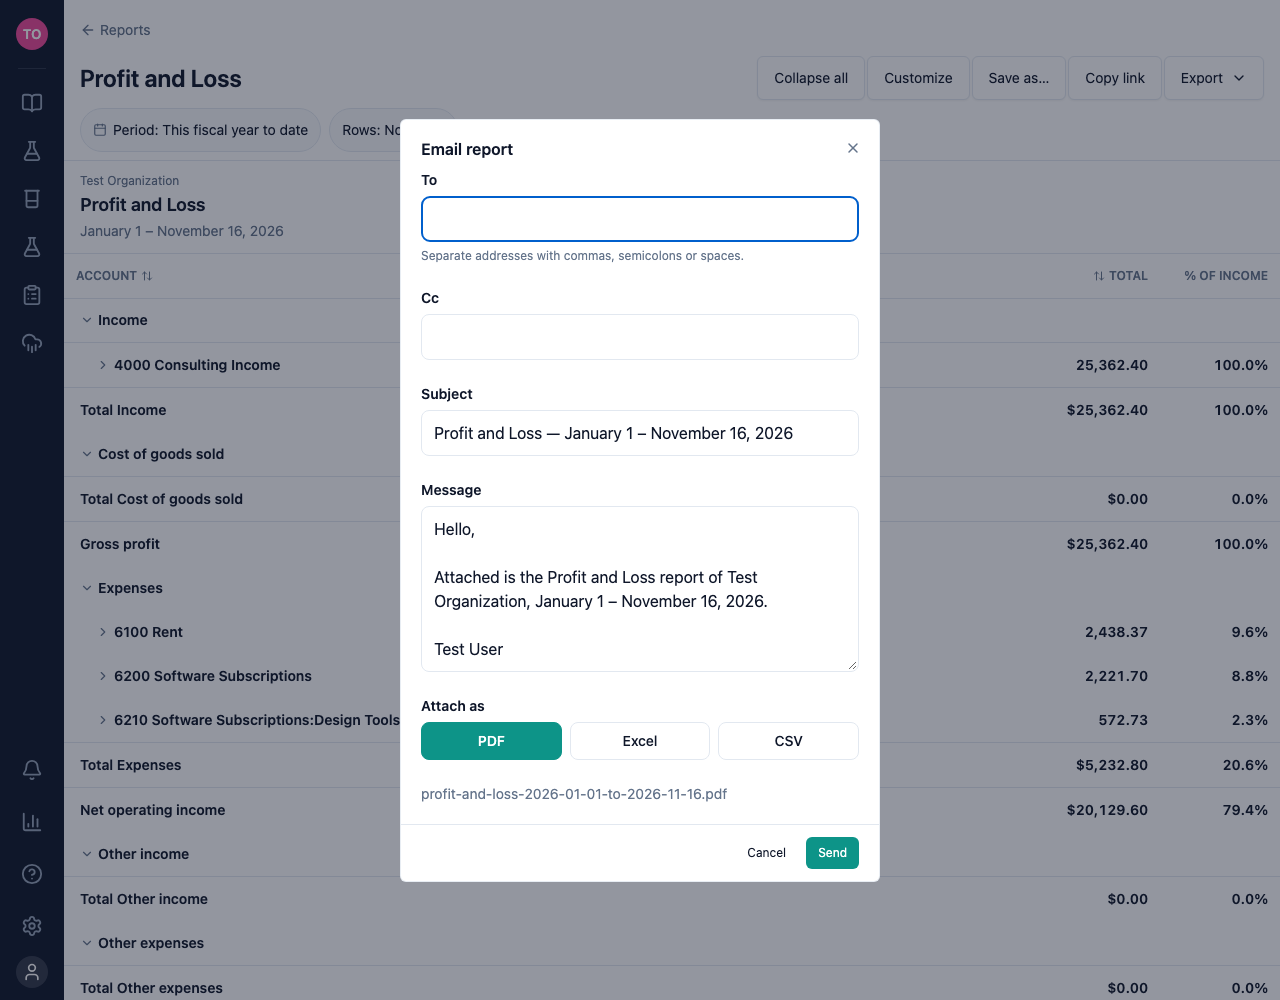 TO
Reports
Profit and Loss
Collapse all
Customize
Save as...
Copy link
Export
Period: This fiscal year to date
Rows:
Test Organization
Profit and Loss
January 1 – November 16, 2026
ACCOUNT
TOTAL
% OF INCOME
Income
4000 Consulting Income
25,362.40
100.0%
Total Income
$25,362.40
100.0%
Cost of goods sold
Total Cost of goods sold
$0.00
0.0%
Gross profit
$25,362.40
100.0%
Expenses
6100 Rent
2,438.37
9.6%
6200 Software Subscriptions
2,221.70
8.8%
6210 Software Subscriptions:Design Tools
572.73
2.3%
Total Expenses
$5,232.80
20.6%
Net operating income
$20,129.60
79.4%
Other income
Total Other income
$0.00
0.0%
Other expenses
Total Other expenses
$0.00
0.0%
Email report
To
Separate addresses with commas, semicolons or spaces.
Cc
Subject
Profit and Loss — January 1 – November 16, 2026
Message
Hello,
Attached is the Profit and Loss report of Test
Organization, January 1 – November 16, 2026.
Test User
Attach as
PDF
Excel
CSV
profit-and-loss-2026-01-01-to-2026-11-16.pdf
Cancel
Send